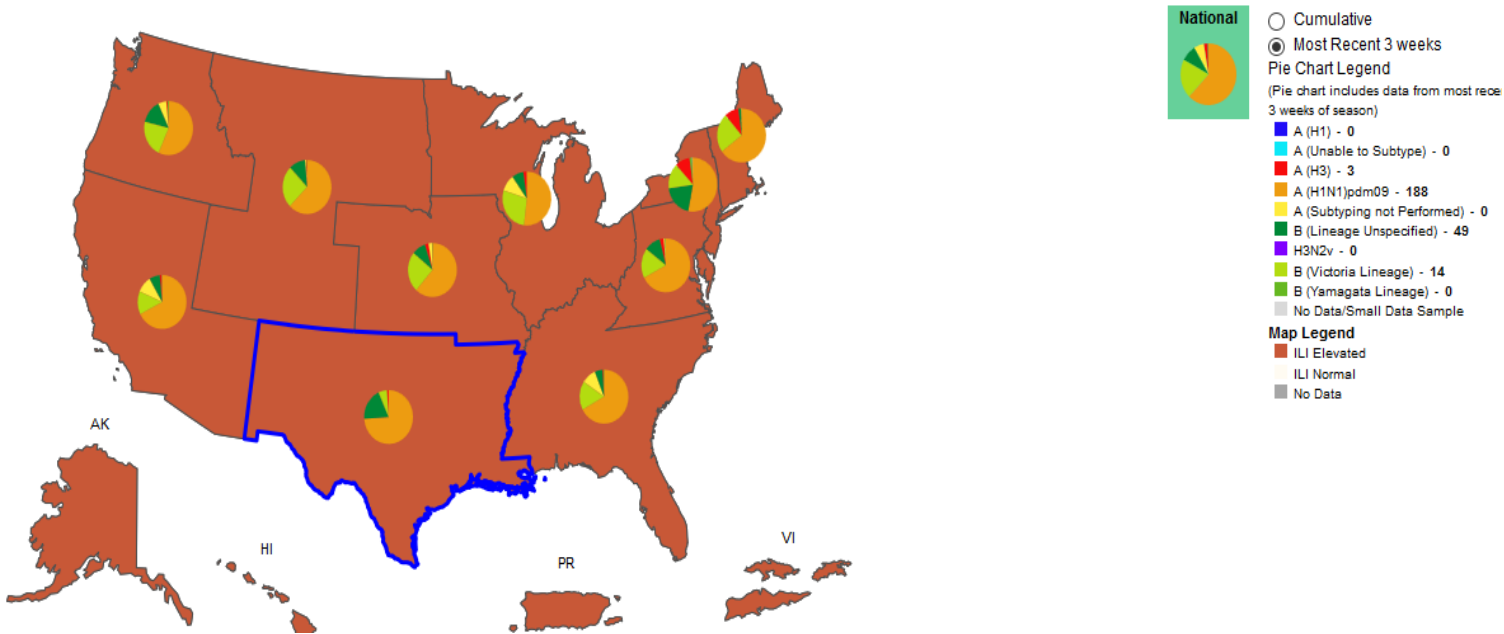 National
Cumulative
Most Recent 3 weeks
Pie Chart Legend
(Pie chart includes data from most rece
3 weeks of season)
A (H1) - 0
A (Unable to Subtype) - 0
A (H3) - 3
A (H1N1)pdm09 - 188
A (Subtyping not Performed) - 0
B (Lineage Unspecified) - 49
H3N2v - 0
B (Victoria Lineage) - 14
B (Yamagata Lineage) - 0
No Data/Small Data Sample
Map Legend
ILI Elevated
ILI Normal
No Data
AK
HI
PR
VI